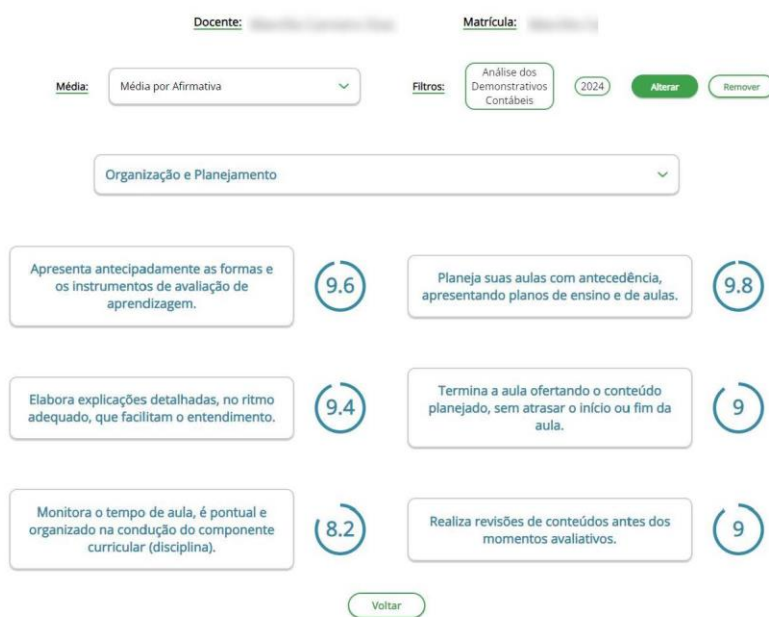 Docente:
Matrícula:
Média:
Média por Afirmativa
Filtros:
Análise dos
Demonstrativos
Contábeis
2024
Alterar
Remover
Organização e Planejamento
Apresenta antecipadamente as formas e
os instrumentos de avaliação de
aprendizagem.
9.6
Planeja suas aulas com antecedência,
apresentando planos de ensino e de aulas.
9.8
Elabora explicações detalhadas, no ritmo
adequado, que facilitam o entendimento.
9.4
Termina a aula ofertando o conteúdo
planejado, sem atrasar o início ou fim da
aula.
9
Monitora o tempo de aula, é pontual e
organizado na condução do componente
curricular (disciplina).
8.2
Realiza revisões de conteúdos antes dos
momentos avaliativos.
9
Voltar